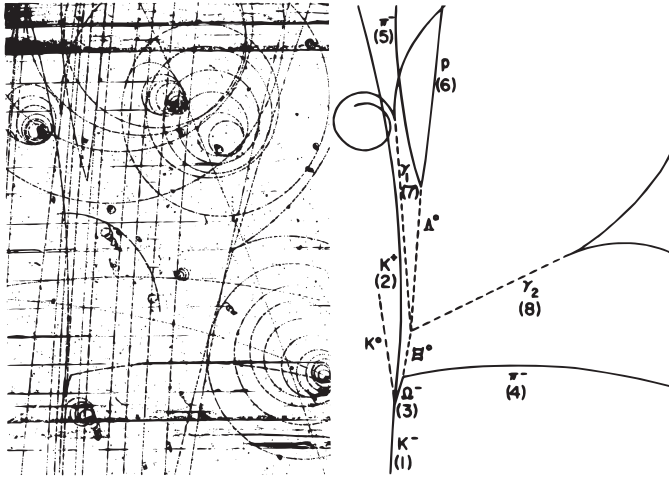 π⁻
(5)
P
(6)
γ₁
(7)
Λ°
K⁺
(2)
γ₂
(8)
K°
Ξ°
π⁻
(4)
Ω⁻
(3)
K⁻
(1)